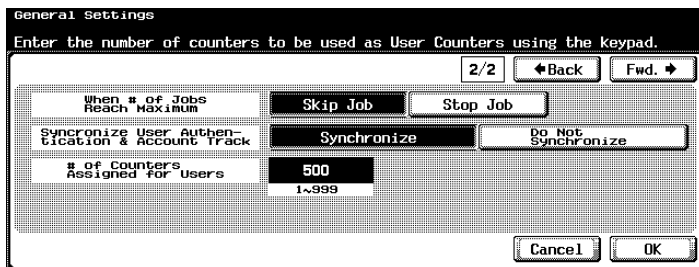 General Settings
Enter the number of counters to be used as User Counters using the keypad.
2/2 ←Back Fwd. →
When # of Jobs
Reach Maximum
Skip Job Stop Job
Syncronize User Authen-
tication & Account Track
Synchronize
Do Not
Synchronize
# of Counters
Assigned for Users
500
1~999
Cancel OK